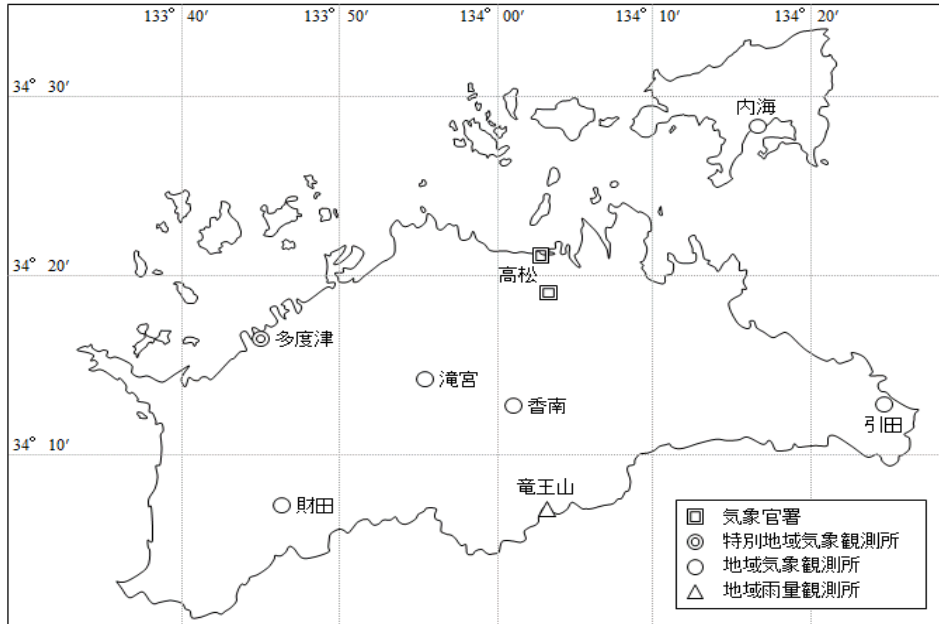 133° 40′ 133° 50′ 134° 00′ 134° 10′ 134° 20′
34° 30′
内海
34° 20′
高松
多度津
滝宮
香南
引田
34° 10′
竜王山
財田
気象官署
特別地域気象観測所
地域気象観測所
地域雨量観測所